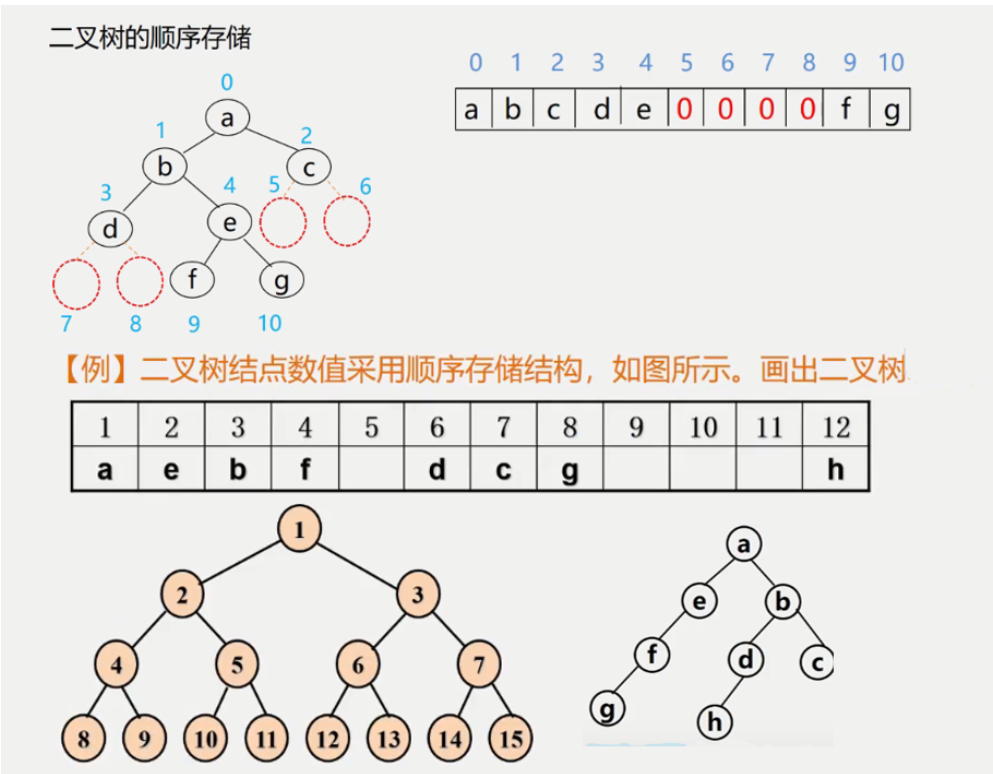 二叉树的顺序存储
0 1 2 3 4 5 6 7 8 9 10
a b c d e 0 0 0 0 f g
0
a
1 2
b c
3 4 5 6
d e
f g
7 8 9 10
【例】二叉树结点数值采用顺序存储结构，如图所示。画出二叉树.
1 2 3 4 5 6 7 8 9 10 11 12
a e b f d c g h
1
2 3
4 5 6 7
8 9 10 11 12 13 14 15
a
e b
f d c
g h